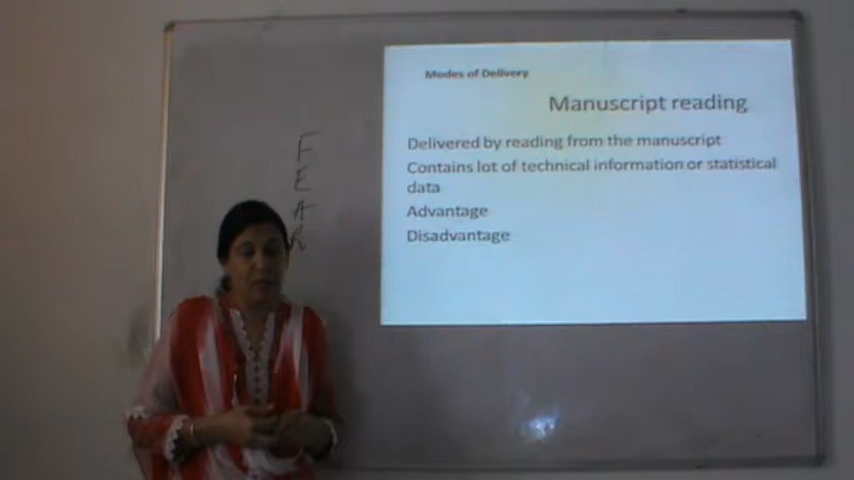 Modes of Delivery
Manuscript reading
Delivered by reading from the manuscript
Contains lot of technical information or statistical
data
Advantage
Disadvantage
F
E
A
R